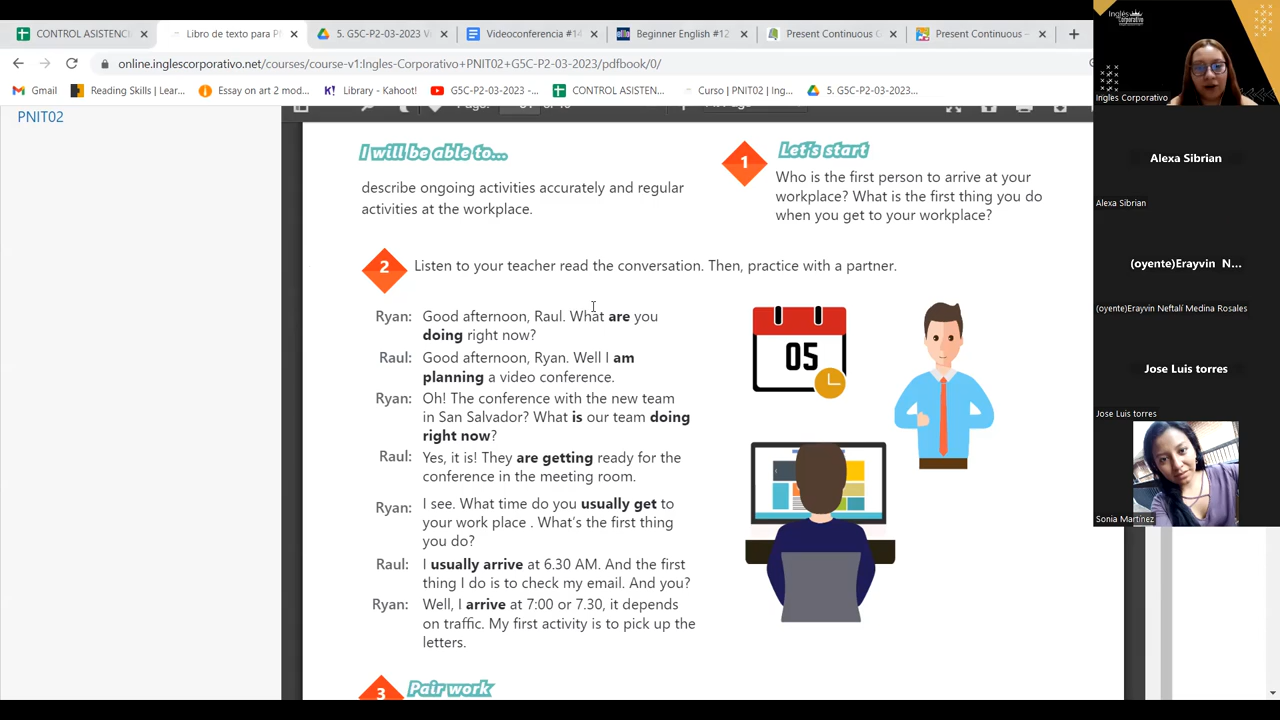 CONTROL ASISTENC
Libro de texto para P
5. G5C-P2-03-2023
Videoconferencia #14
Beginner English #12
Present Continuous
Present Continuous –
online.inglescorporativo.net/courses/course-v1:Ingles-Corporativo+PNIT02+G5C-P2-03-2023/pdfbook/0/
Gmail
Reading Skills | Lear...
Essay on art 2 mod...
Library - Kahoot!
G5C-P2-03-2023 -...
CONTROL ASISTEN...
Curso | PNIT02 | Ing...
5. G5C-P2-03-2023...
PNIT02
I will be able to...
describe ongoing activities accurately and regular
activities at the workplace.
1
Let's start
Who is the first person to arrive at your
workplace? What is the first thing you do
when you get to your workplace?
2
Listen to your teacher read the conversation. Then, practice with a partner.
Ryan: Good afternoon, Raul. What are you
doing right now?
Raul: Good afternoon, Ryan. Well I am
planning a video conference.
Ryan: Oh! The conference with the new team
in San Salvador? What is our team doing
right now?
Raul: Yes, it is! They are getting ready for the
conference in the meeting room.
Ryan: I see. What time do you usually get to
your work place . What's the first thing
you do?
Raul: I usually arrive at 6.30 AM. And the first
thing I do is to check my email. And you?
Ryan: Well, I arrive at 7:00 or 7.30, it depends
on traffic. My first activity is to pick up the
letters.
05
3
Pair work
Inglés
Corporativo
Ingles Corporativo
Alexa Sibrian
Alexa Sibrian
(oyente)Erayvin N...
(oyente)Erayvin Neftalí Medina Rosales
Jose Luis torres
Jose Luis torres
Sonia Martínez